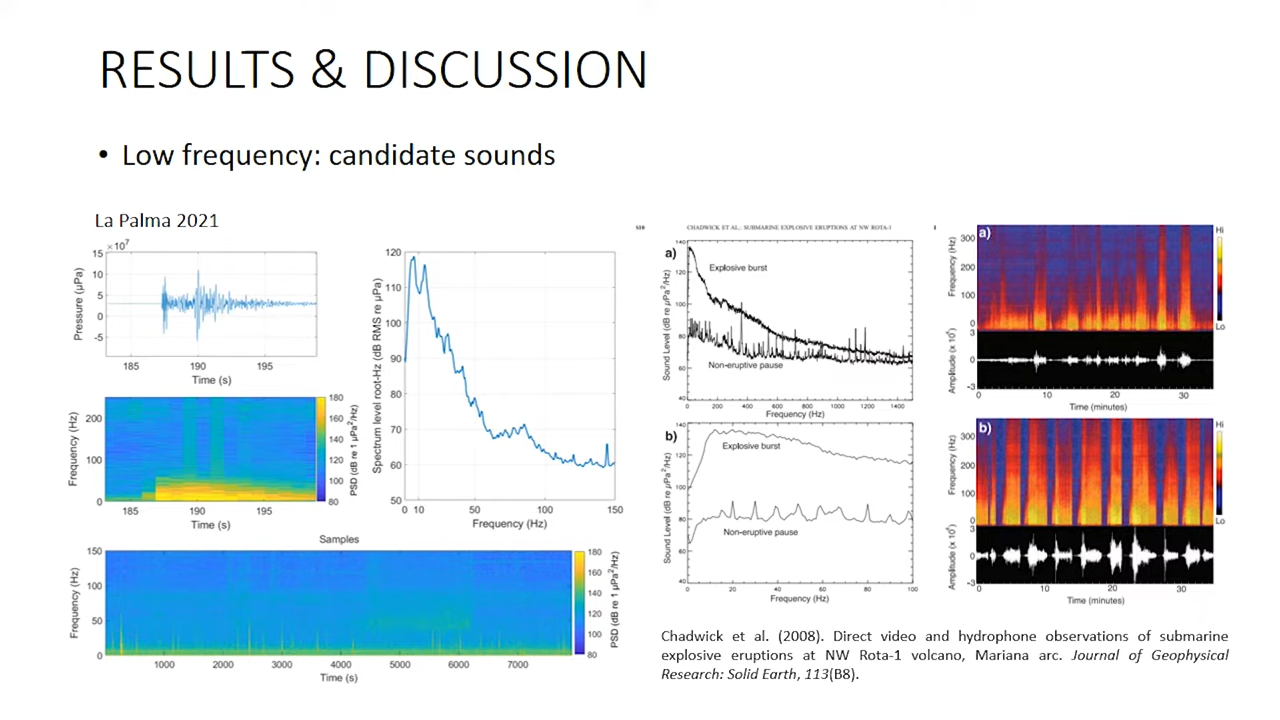 RESULTS & DISCUSSION
• Low frequency: candidate sounds
La Palma 2021
×10⁷
15
10
5
0
-5
Pressure (μPa)
185 190 195
Time (s)
200
100
0
Frequency (Hz)
185 190 195
Time (s)
180
160
140
120
100
80
PSD (dB re 1 μPa²/Hz)
120
110
100
90
80
70
60
50
Spectrum level root-Hz (dB RMS re μPa)
0 10 50 100 150
Frequency (Hz)
Samples
150
100
50
0
Frequency (Hz)
1000 2000 3000 4000 5000 6000 7000
Time (s)
180
160
140
120
100
80
PSD (dB re 1 μPa²/Hz)
S10 CHADWICK ET AL.: SUBMARINE EXPLOSIVE ERUPTIONS AT NW ROTA-1
a)
140
120
100
80
60
40
Sound Level (dB re μPa²/Hz)
Explosive burst
Non-eruptive pause
0 200 400 600 800 1000 1200 1400
Frequency (Hz)
b)
140
120
100
80
60
40
Sound Level (dB re μPa²/Hz)
Explosive burst
Non-eruptive pause
0 20 40 60 80 100
Frequency (Hz)
a)
300
200
100
0
Frequency (Hz)
Hi
Lo
3
0
-3
10 20 30
Time (minutes)
b)
300
200
100
0
Frequency (Hz)
Hi
Lo
3
0
-3
10 20 30
Time (minutes)
Chadwick et al. (2008). Direct video and hydrophone observations of submarine
explosive eruptions at NW Rota-1 volcano, Mariana arc. Journal of Geophysical
Research: Solid Earth, 113(B8).